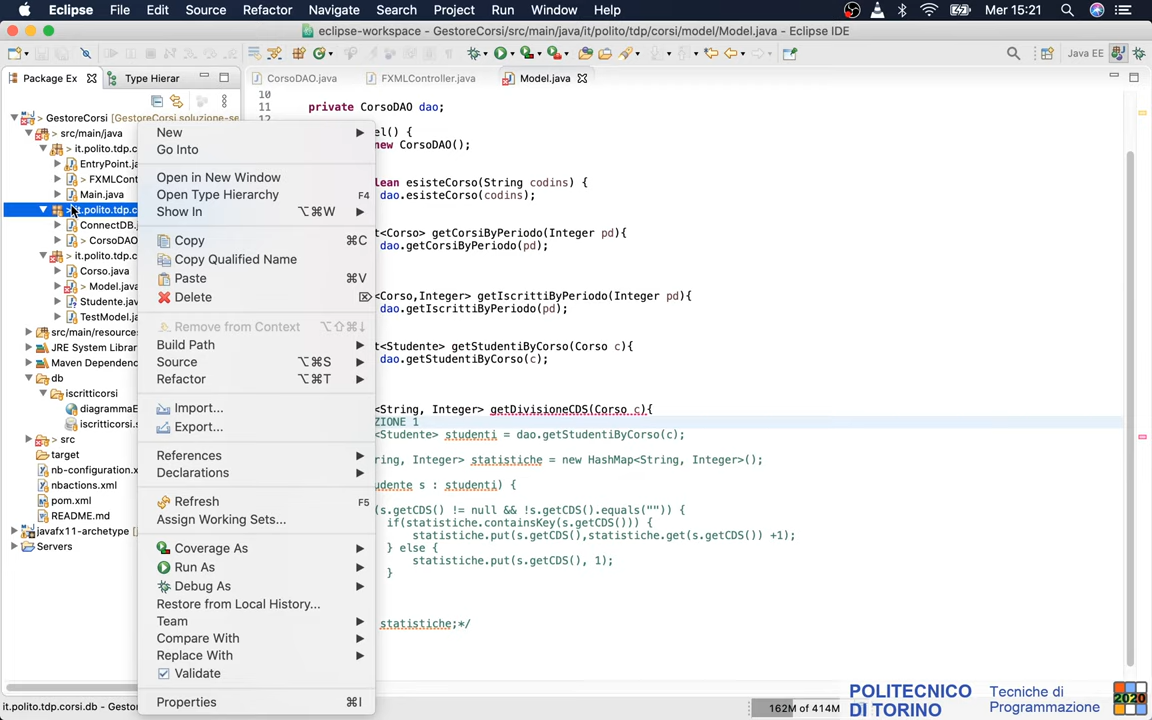 Eclipse File Edit Source Refactor Navigate Search Project Run Window Help Mer 15:21
eclipse-workspace - GestoreCorsi/src/main/java/it/polito/tdp/corsi/model/Model.java - Eclipse IDE
Java EE
Package Ex Type Hierar CorsoDAO.java FXMLController.java Model.java
GestoreCorsi [GestoreCorsi soluzione-se
src/main/java
> it.polito.tdp.c
EntryPoint.ja
> FXMLCont
Main.java
it.polito.tdp.c
ConnectDB.
> CorsoDAO
> it.polito.tdp.c
Corso.java
> Model.java
Studente.jav
TestModel.ja
src/main/resource
JRE System Librar
Maven Dependenc
db
iscritticorsi
diagrammaE
iscritticorsi.s
> src
target
nb-configuration.x
nbactions.xml
pom.xml
README.md
javafx11-archetype [
Servers
New
Go Into
Open in New Window
Open Type Hierarchy F4
Show In ⌥⌘W
Copy ⌘C
Copy Qualified Name
Paste ⌘V
Delete ⌦
Remove from Context ⌥⇧⌘↓
Build Path
Source ⌥⌘S
Refactor ⌥⌘T
Import...
Export...
References
Declarations
Refresh F5
Assign Working Sets...
Coverage As
Run As
Debug As
Restore from Local History...
Team
Compare With
Replace With
Validate
Properties ⌘I
10
11 private CorsoDAO dao;
12
el() {
new CorsoDAO();
lean esisteCorso(String codins) {
dao.esisteCorso(codins);
t<Corso> getCorsiByPeriodo(Integer pd){
dao.getCorsiByPeriodo(pd);
<Corso,Integer> getIscrittiByPeriodo(Integer pd){
dao.getIscrittiByPeriodo(pd);
t<Studente> getStudentiByCorso(Corso c){
dao.getStudentiByCorso(c);
<String, Integer> getDivisioneCDS(Corso c){
ZIONE 1
<Studente> studenti = dao.getStudentiByCorso(c);
ring, Integer> statistiche = new HashMap<String, Integer>();
udente s : studenti) {
(s.getCDS() != null && !s.getCDS().equals("")) {
if(statistiche.containsKey(s.getCDS())) {
statistiche.put(s.getCDS(),statistiche.get(s.getCDS()) +1);
} else {
statistiche.put(s.getCDS(), 1);
}
statistiche;*/
it.polito.tdp.corsi.db - Gestor
162M of 414M
POLITECNICO
DI TORINO
Tecniche di
Programmazione
2020